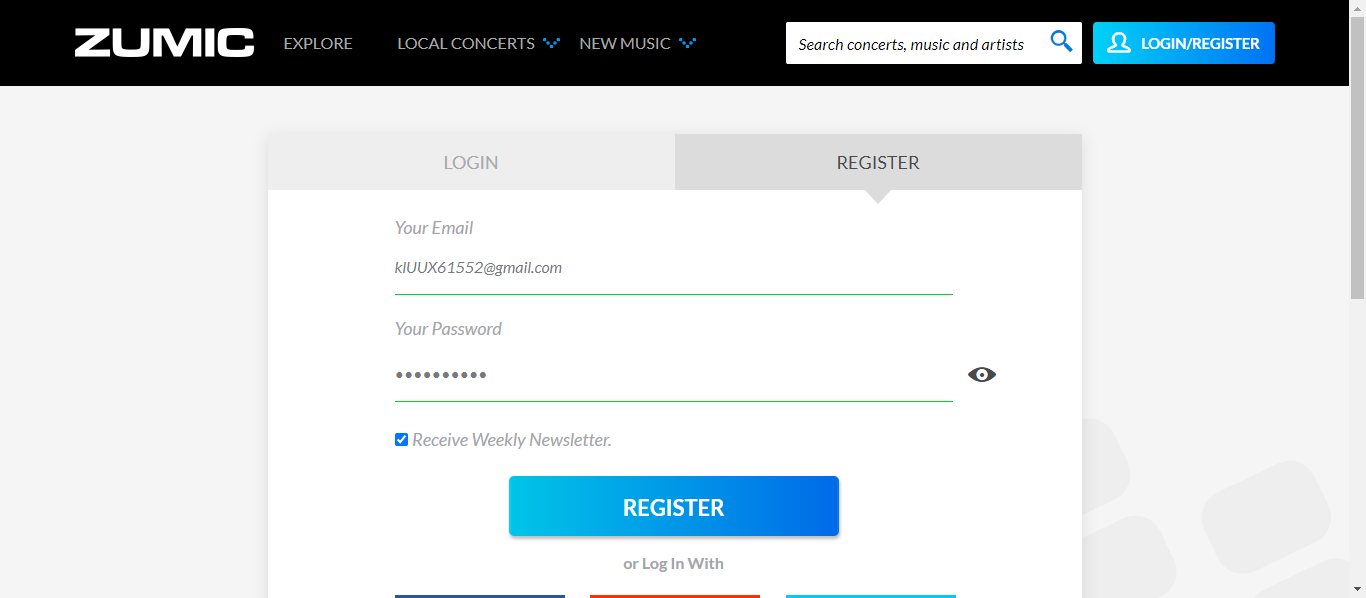 ZUMIC EXPLORE LOCAL CONCERTS NEW MUSIC Search concerts, music and artists LOGIN/REGISTER
LOGIN REGISTER
Your Email
klUUX61552@gmail.com
Your Password
••••••••••
Receive Weekly Newsletter.
REGISTER
or Log In With